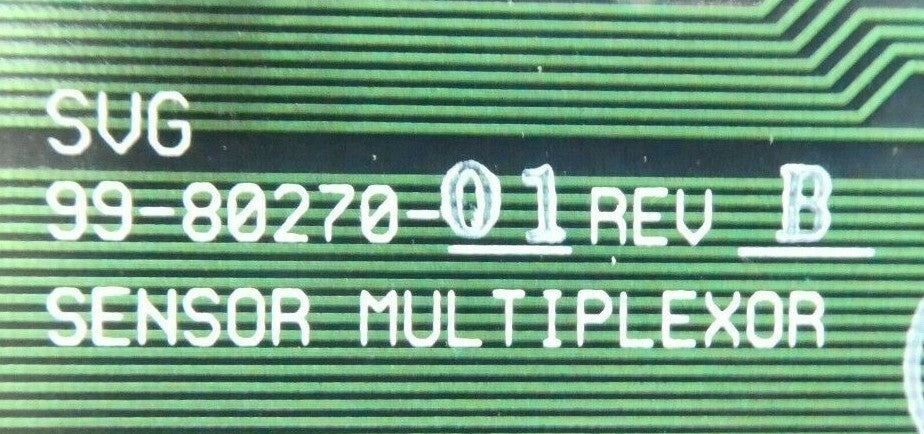 SVG
99-80270-01 REV B
SENSOR MULTIPLEXOR